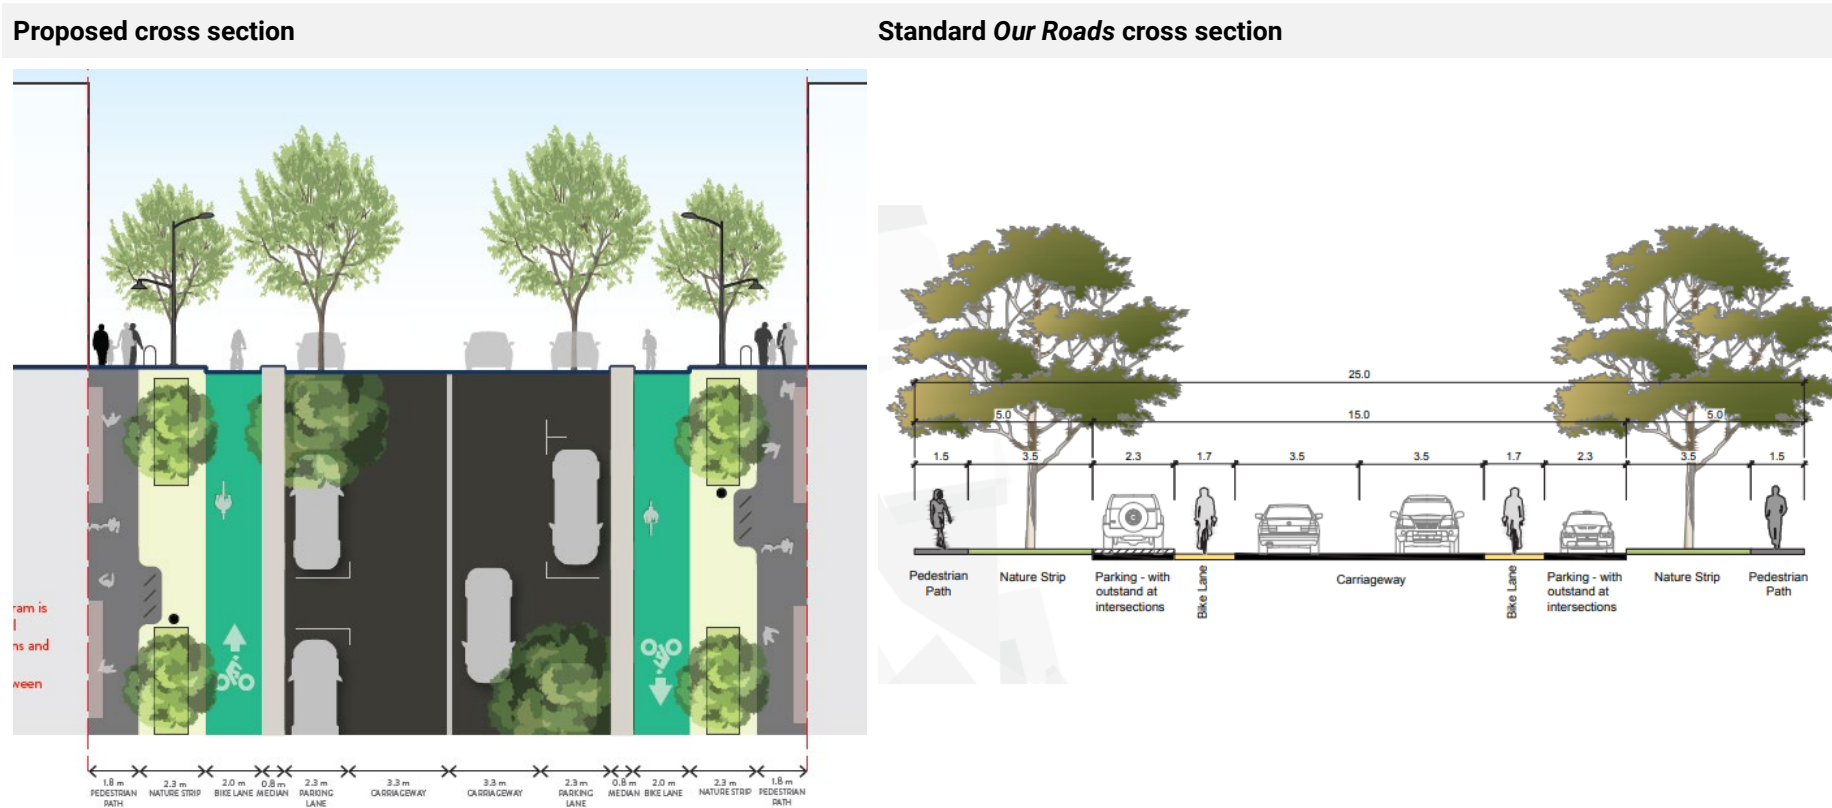 Proposed cross section
Standard Our Roads cross section
ram is
l
ns and
ween
1.8 m
PEDESTRIAN
PATH
2.3 m
NATURE STRIP
2.0 m
BIKE LANE
0.8 m
MEDIAN
2.3 m
PARKING
LANE
3.3 m
CARRIAGEWAY
3.3 m
CARRIAGEWAY
2.3 m
PARKING
LANE
0.8 m
MEDIAN
2.0 m
BIKE LANE
2.3 m
NATURE STRIP
1.8 m
PEDESTRIAN
PATH
25.0
5.0
15.0
5.0
1.5
3.5
2.3
1.7
3.5
3.5
1.7
2.3
3.5
1.5
Pedestrian
Path
Nature Strip
Parking - with
outstand at
intersections
Bike Lane
Carriageway
Bike Lane
Parking - with
outstand at
intersections
Nature Strip
Pedestrian
Path